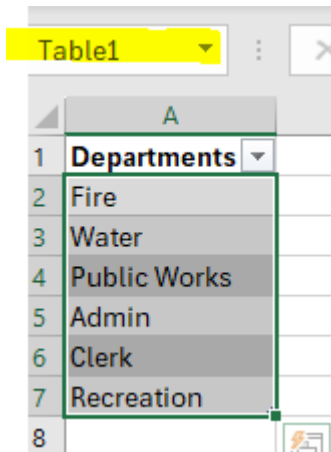 Table1
A
1 Departments
2 Fire
3 Water
4 Public Works
5 Admin
6 Clerk
7 Recreation
8